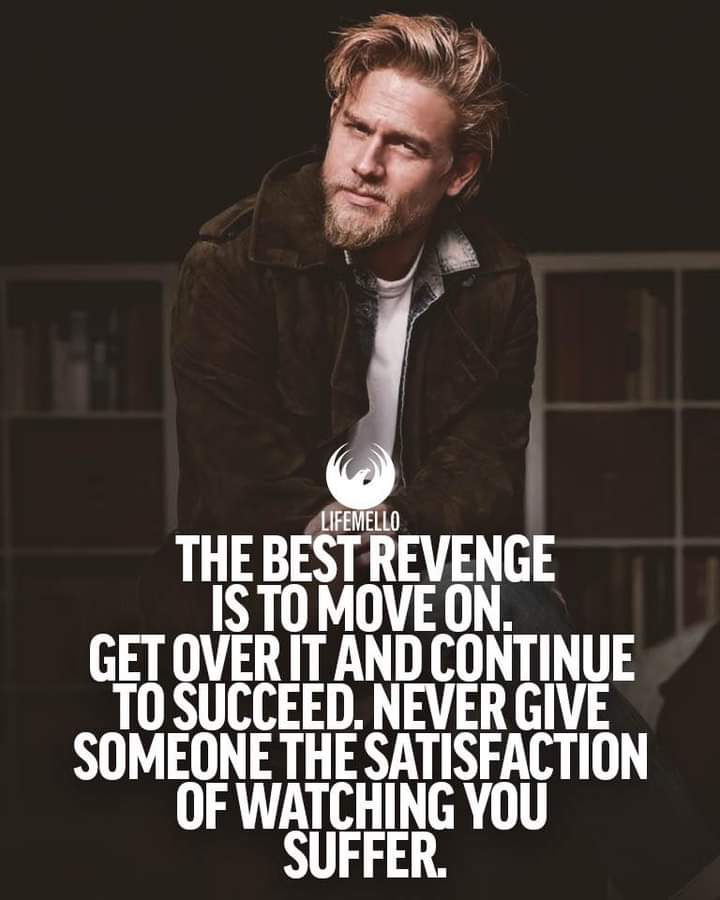 LIFEMELLO
THE BEST REVENGE
IS TO MOVE ON.
GET OVER IT AND CONTINUE
TO SUCCEED. NEVER GIVE
SOMEONE THE SATISFACTION
OF WATCHING YOU
SUFFER.